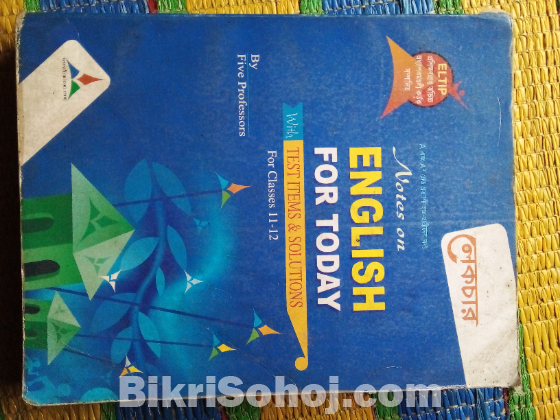 লেকচার
Notes on
ENGLISH
FOR TODAY
With TEST ITEMS & SOLUTIONS
For Classes 11-12
By
Five Professors
ELTIP
BikriSohoj.com